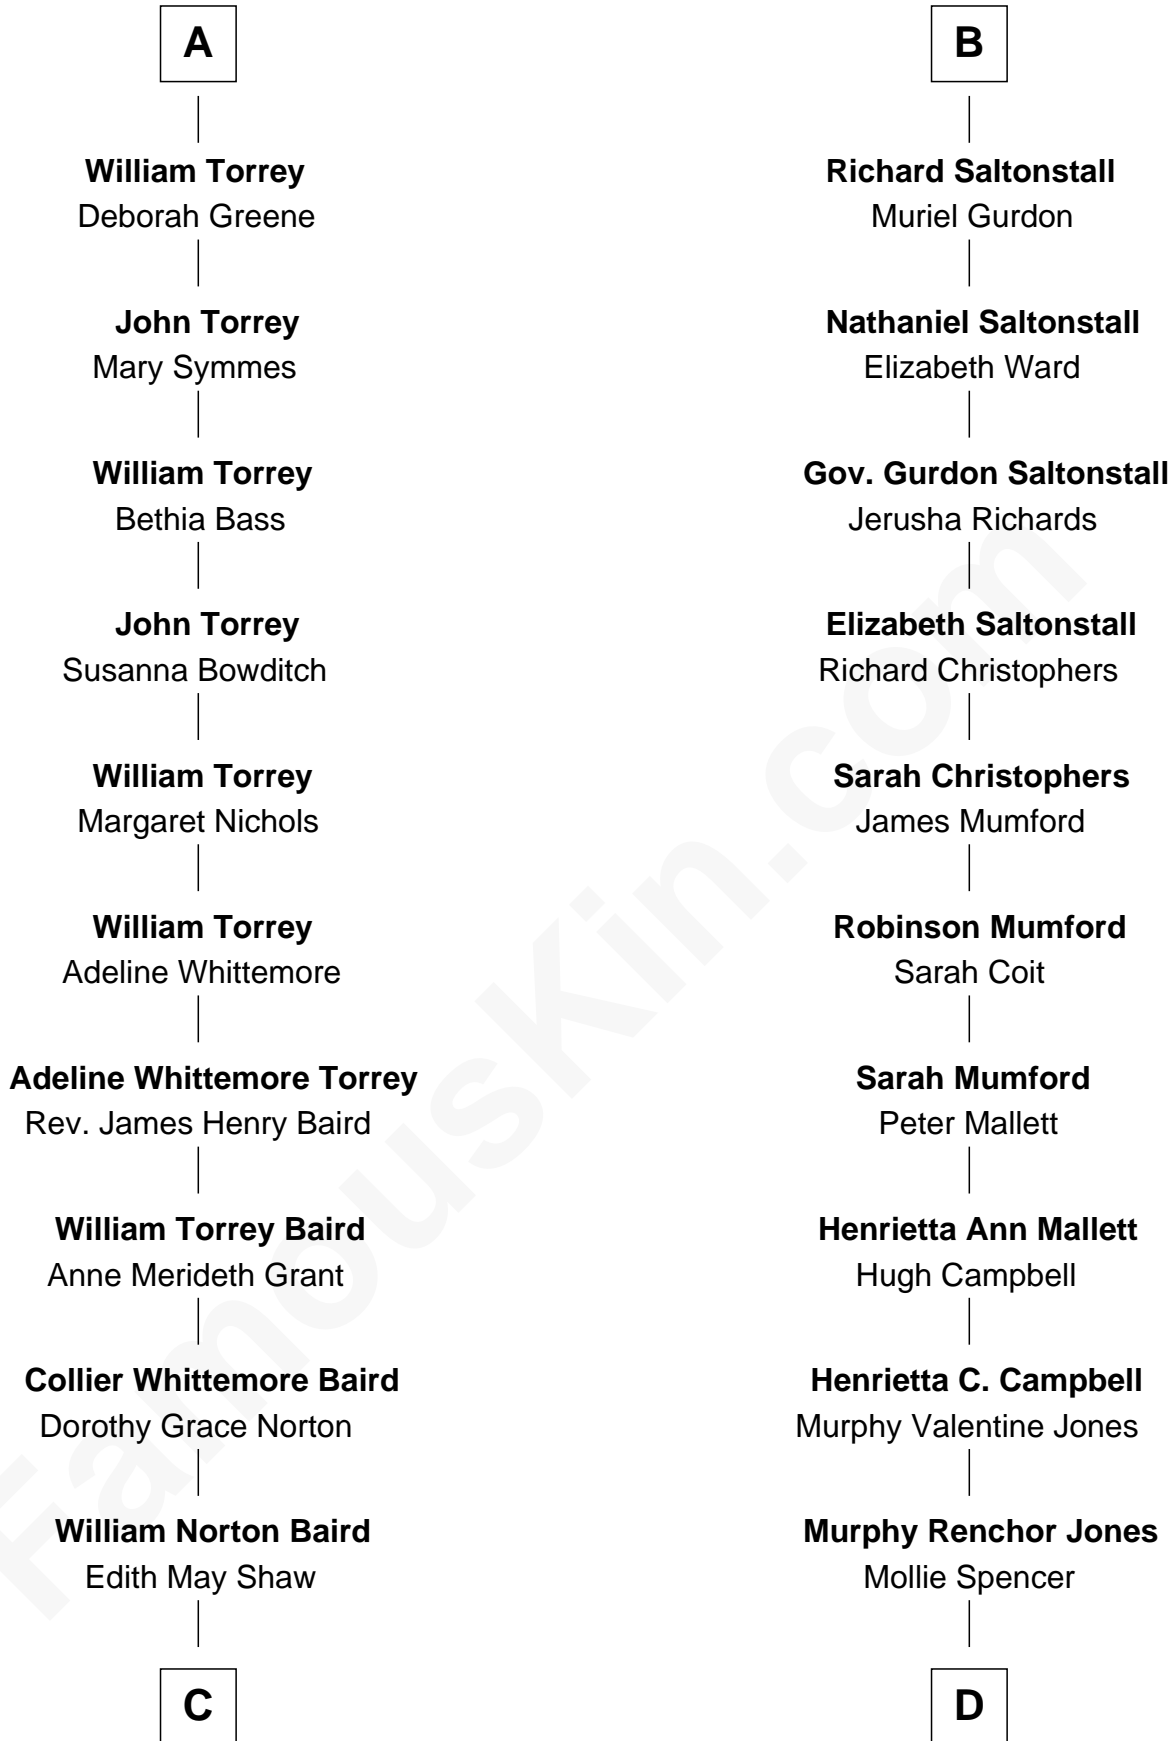 A
William Torrey
Deborah Greene
John Torrey
Mary Symmes
William Torrey
Bethia Bass
John Torrey
Susanna Bowditch
William Torrey
Margaret Nichols
William Torrey
Adeline Whittemore
Adeline Whittemore Torrey
Rev. James Henry Baird
William Torrey Baird
Anne Merideth Grant
Collier Whittemore Baird
Dorothy Grace Norton
William Norton Baird
Edith May Shaw
C
B
Richard Saltonstall
Muriel Gurdon
Nathaniel Saltonstall
Elizabeth Ward
Gov. Gurdon Saltonstall
Jerusha Richards
Elizabeth Saltonstall
Richard Christophers
Sarah Christophers
James Mumford
Robinson Mumford
Sarah Coit
Sarah Mumford
Peter Mallett
Henrietta Ann Mallett
Hugh Campbell
Henrietta C. Campbell
Murphy Valentine Jones
Murphy Renchor Jones
Mollie Spencer
D
FamousKin.com